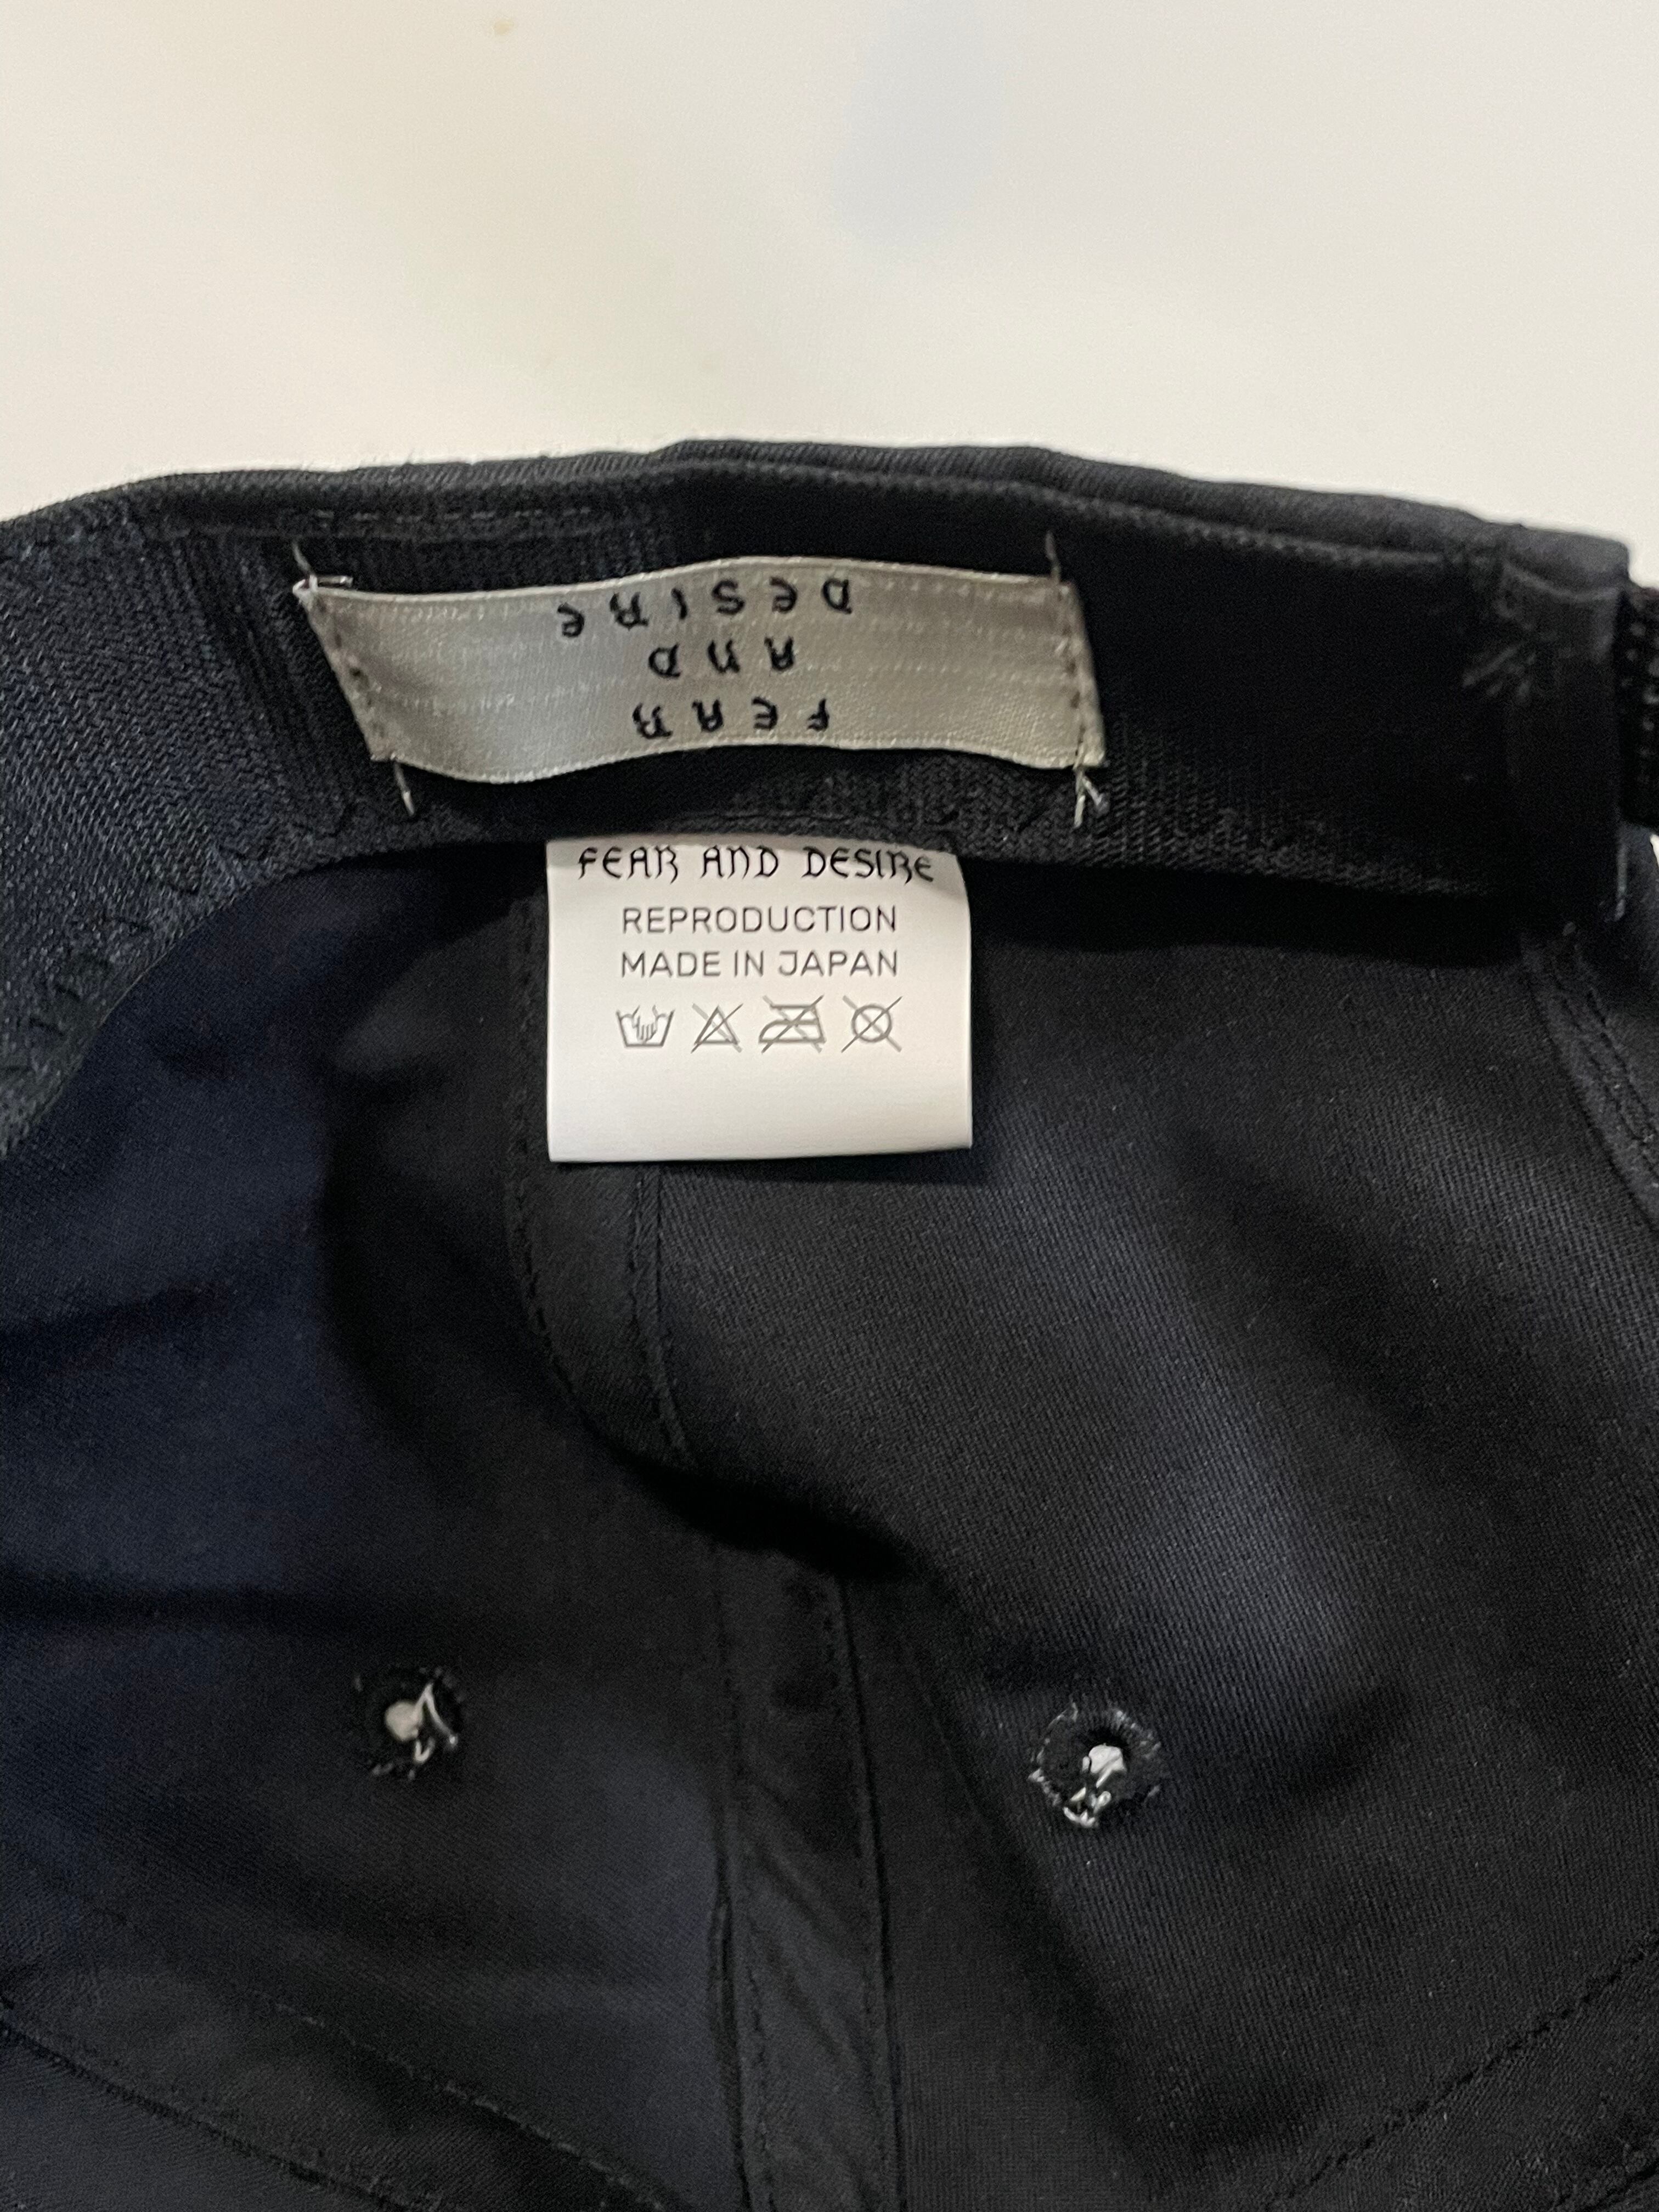 FEAR
AND
DESIRE
FEAR AND DESIRE
REPRODUCTION
MADE IN JAPAN